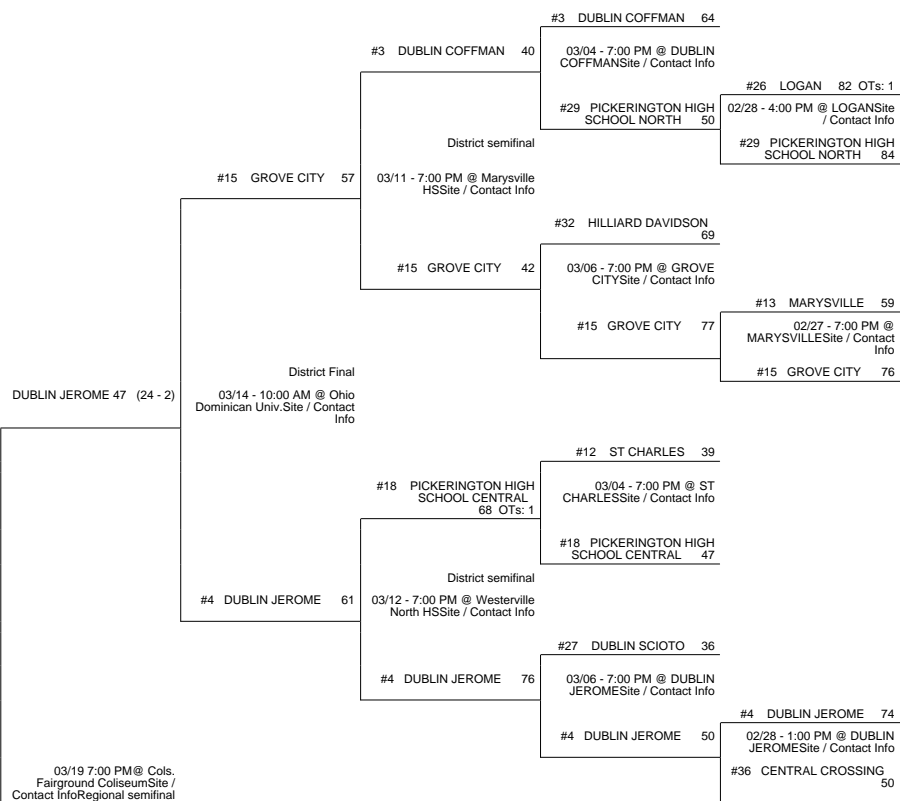 #3 DUBLIN COFFMAN 64
#3 DUBLIN COFFMAN 40
03/04 - 7:00 PM @ DUBLIN
COFFMANSite / Contact Info
#26 LOGAN 82 OTs: 1
#29 PICKERINGTON HIGH
SCHOOL NORTH 50
02/28 - 4:00 PM @ LOGANSite
/ Contact Info
#29 PICKERINGTON HIGH
SCHOOL NORTH 84
District semifinal
#15 GROVE CITY 57
03/11 - 7:00 PM @ Marysville
HSSite / Contact Info
#32 HILLIARD DAVIDSON
69
#15 GROVE CITY 42
03/06 - 7:00 PM @ GROVE
CITYSite / Contact Info
#13 MARYSVILLE 59
#15 GROVE CITY 77
02/27 - 7:00 PM @
MARYSVILLESite / Contact
Info
#15 GROVE CITY 76
District Final
DUBLIN JEROME 47 (24 - 2)
03/14 - 10:00 AM @ Ohio
Dominican Univ.Site / Contact
Info
#12 ST CHARLES 39
#18 PICKERINGTON HIGH
SCHOOL CENTRAL
68 OTs: 1
03/04 - 7:00 PM @ ST
CHARLESSite / Contact Info
#18 PICKERINGTON HIGH
SCHOOL CENTRAL 47
District semifinal
#4 DUBLIN JEROME 61
03/12 - 7:00 PM @ Westerville
North HSSite / Contact Info
#27 DUBLIN SCIOTO 36
#4 DUBLIN JEROME 76
03/06 - 7:00 PM @ DUBLIN
JEROMESite / Contact Info
#4 DUBLIN JEROME 74
#4 DUBLIN JEROME 50
02/28 - 1:00 PM @ DUBLIN
JEROMESite / Contact Info
#36 CENTRAL CROSSING
50
03/19 7:00 PM@ Cols.
Fairground ColiseumSite /
Contact InfoRegional semifinal